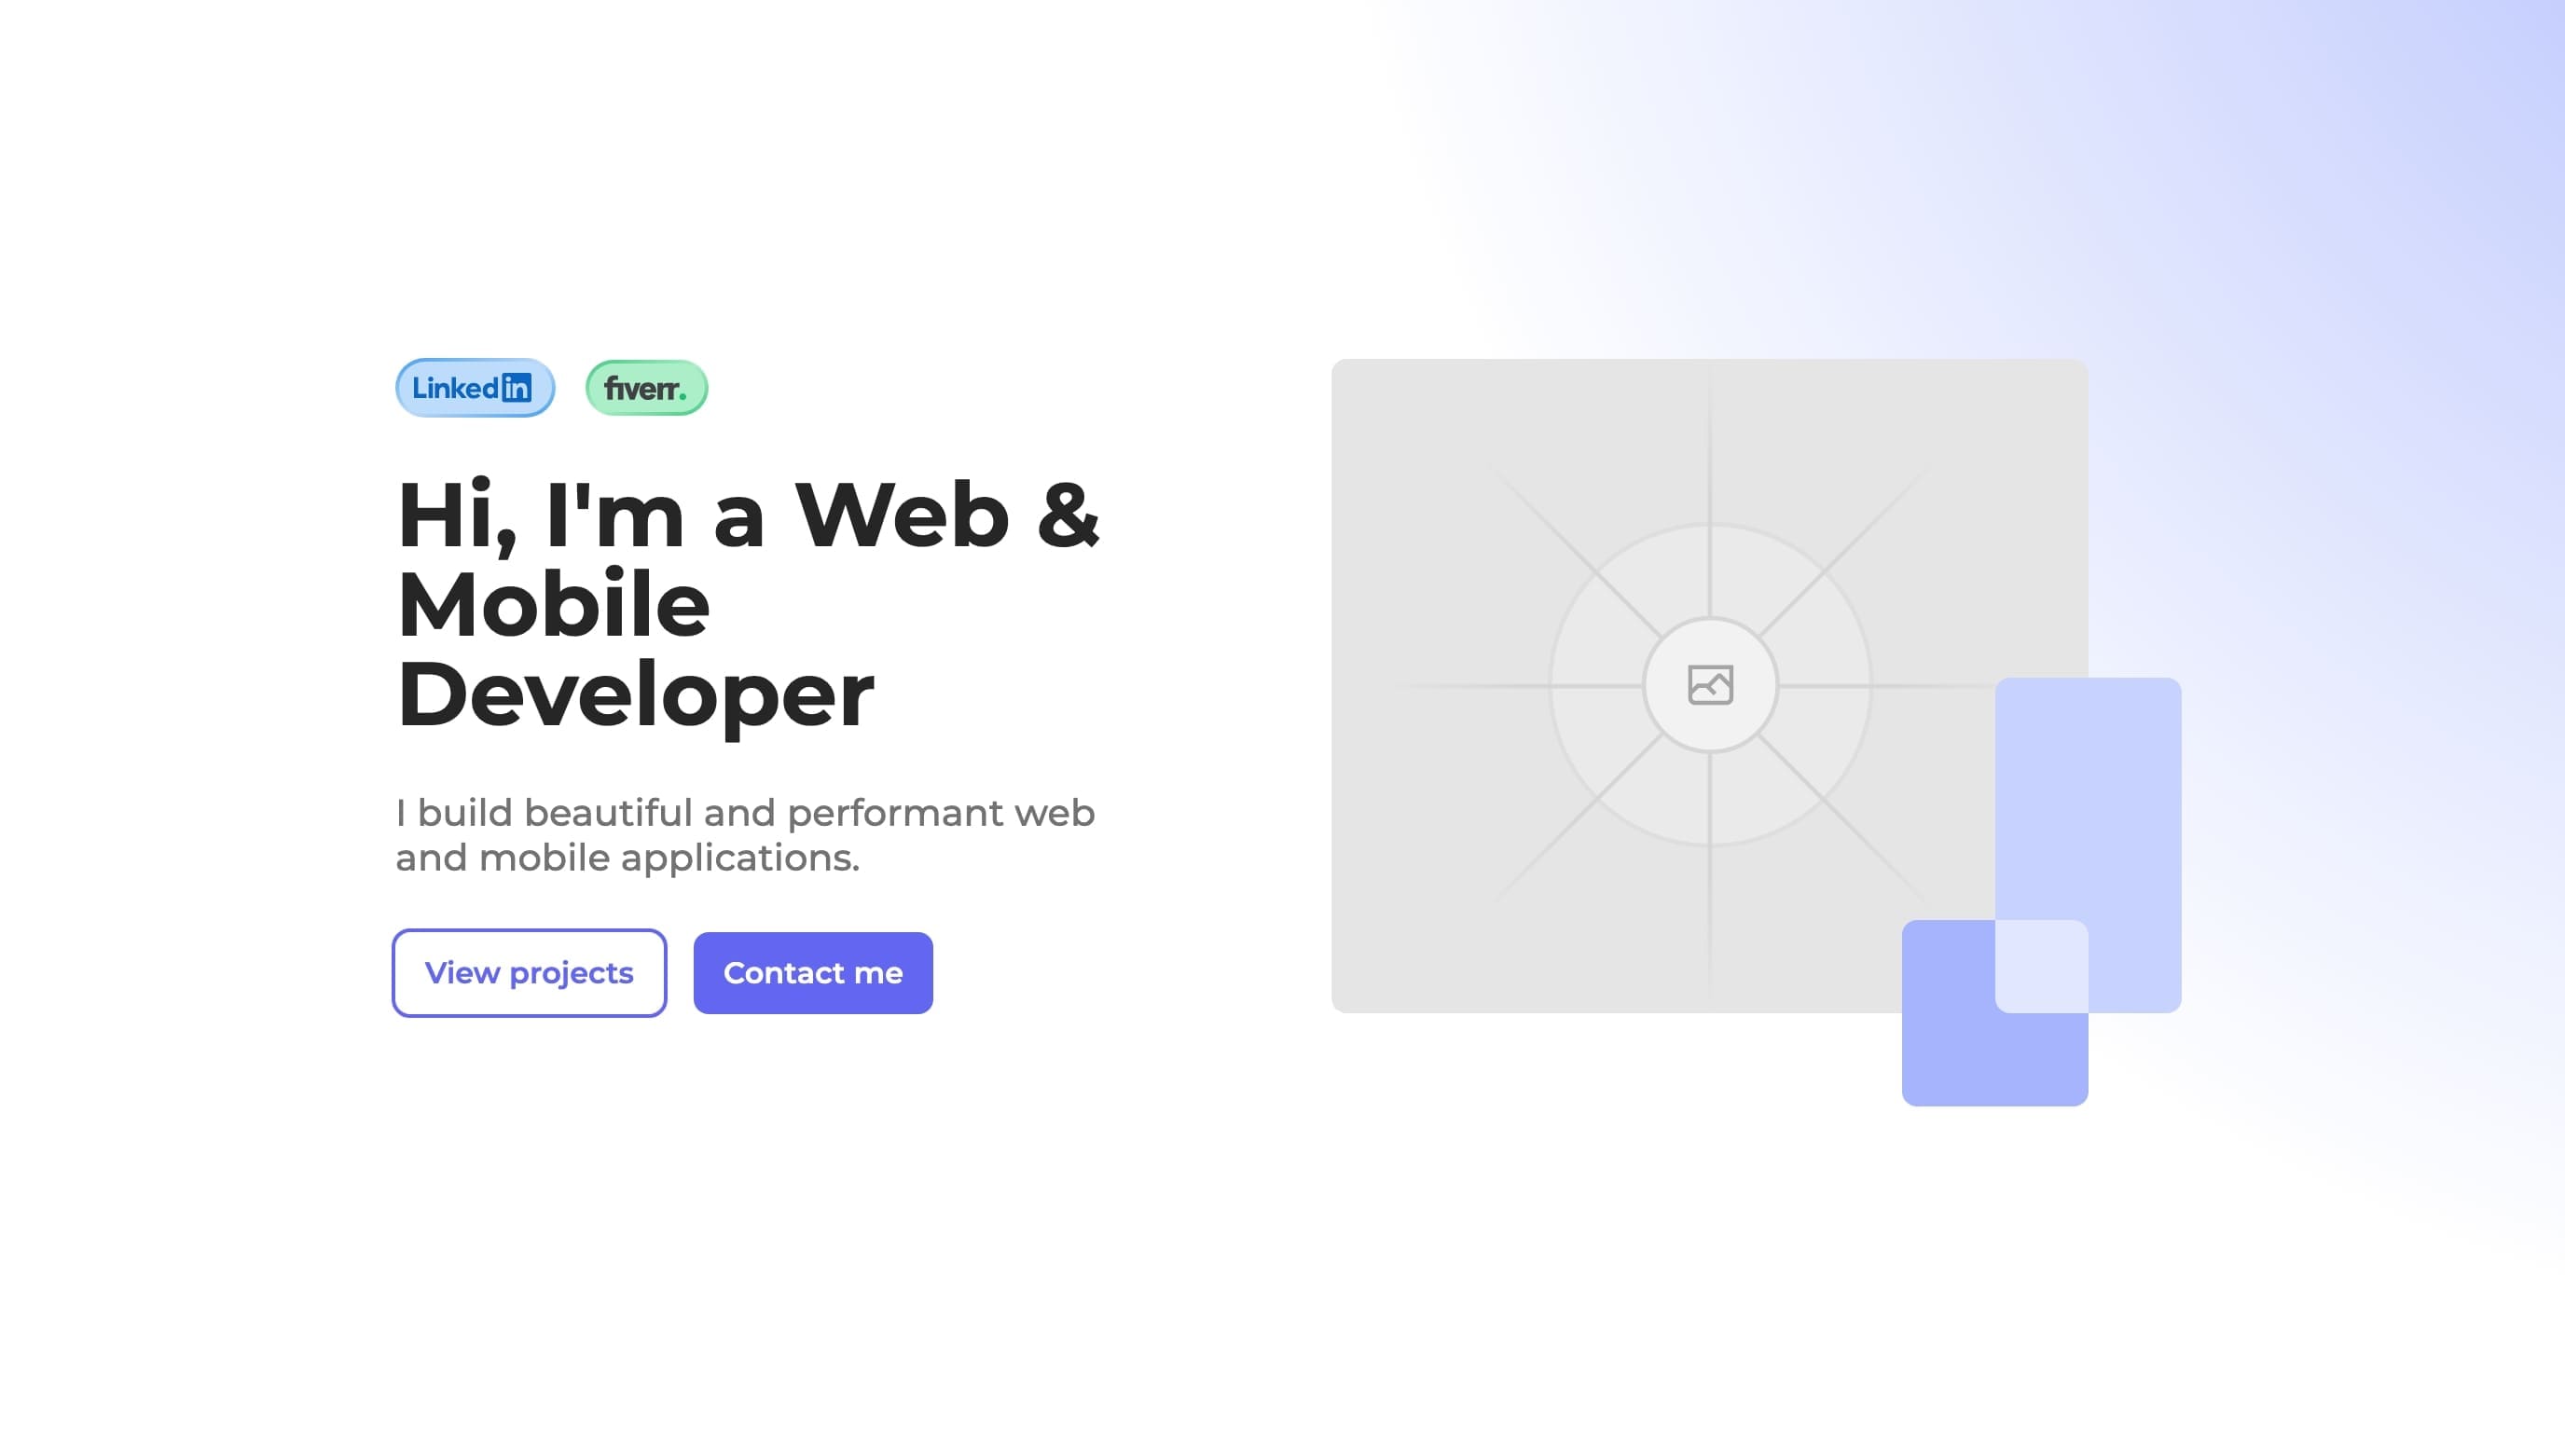 Linkedin
fiverr.
Hi, I'm a Web &
Mobile
Developer
I build beautiful and performant web
and mobile applications.
View projects
Contact me